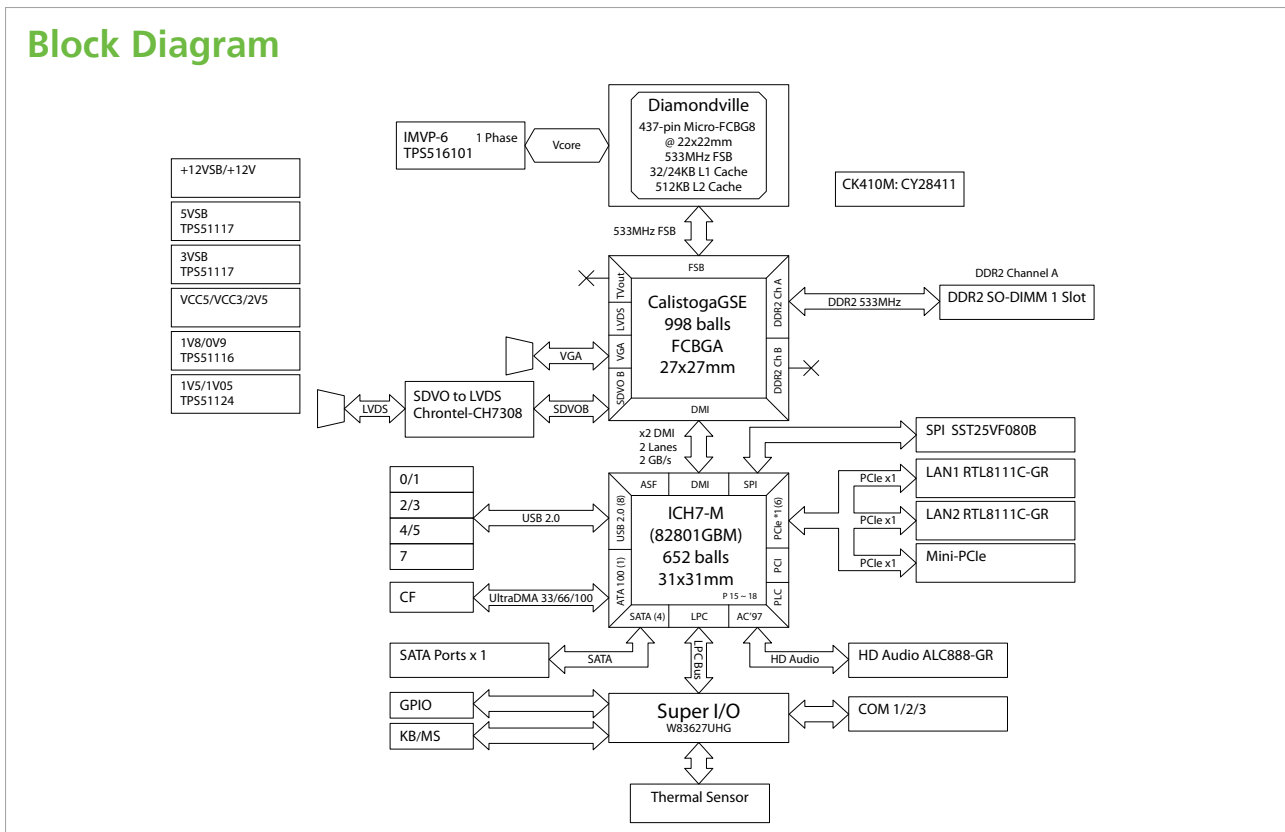 Block Diagram
Diamondville
437-pin Micro-FCBG8
@ 22x22mm
533MHz FSB
32/24KB L1 Cache
512KB L2 Cache
IMVP-6 1 Phase
TPS516101
Vcore
CK410M: CY28411
+12VSB/+12V
5VSB
TPS51117
3VSB
TPS51117
VCC5/VCC3/2V5
1V8/0V9
TPS51116
1V5/1V05
TPS51124
533MHz FSB
FSB
TVout
LVDS
VGA
SDVO B
CalistogaGSE
998 balls
FCBGA
27x27mm
DDR2 Ch A
DDR2 Ch B
DMI
DDR2 533MHz
DDR2 Channel A
DDR2 SO-DIMM 1 Slot
VGA
LVDS
SDVO to LVDS
Chrontel-CH7308
SDVOB
x2 DMI
2 Lanes
2 GB/s
SPI SST25VF080B
ASF
DMI
SPI
USB 2.0 (8)
ATA 100 (1)
ICH7-M
(82801GBM)
652 balls
31x31mm
P 15 ~ 18
PCIe *1(6)
PCI
PLC
SATA (4)
LPC
AC'97
0/1
2/3
4/5
7
USB 2.0
CF
UltraDMA 33/66/100
PCIe x1
LAN1 RTL8111C-GR
PCIe x1
LAN2 RTL8111C-GR
PCIe x1
Mini-PCIe
SATA Ports x 1
SATA
LPC Bus
HD Audio
HD Audio ALC888-GR
GPIO
KB/MS
Super I/O
W83627UHG
COM 1/2/3
Thermal Sensor